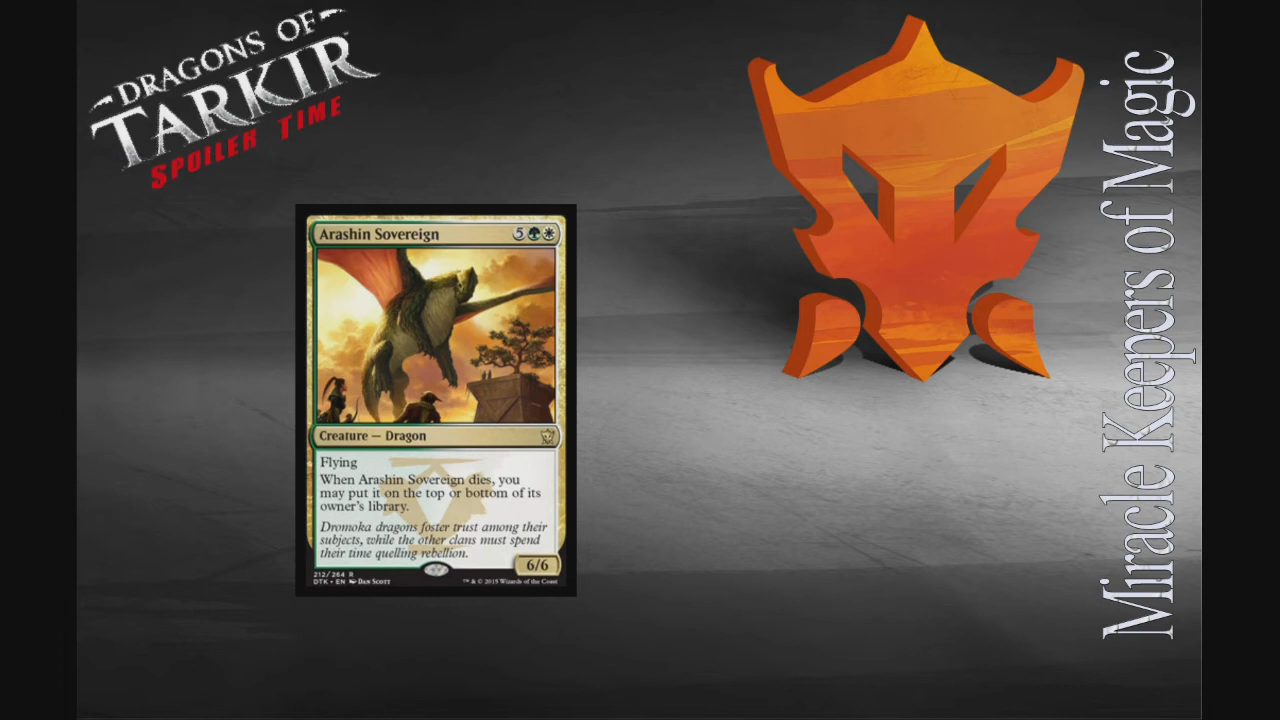 DRAGONS OF
TARKIR
SPOILER TIME
Miracle Keepers of Magic
Arashin Sovereign 5
Creature — Dragon
Flying
When Arashin Sovereign dies, you
may put it on the top or bottom of its
owner's library.
Dromoka dragons foster trust among their
subjects, while the other clans must spend
their time quelling rebellion.
6/6
212/264 R
DTK • EN Dan Scott
™ & © 2015 Wizards of the Coast